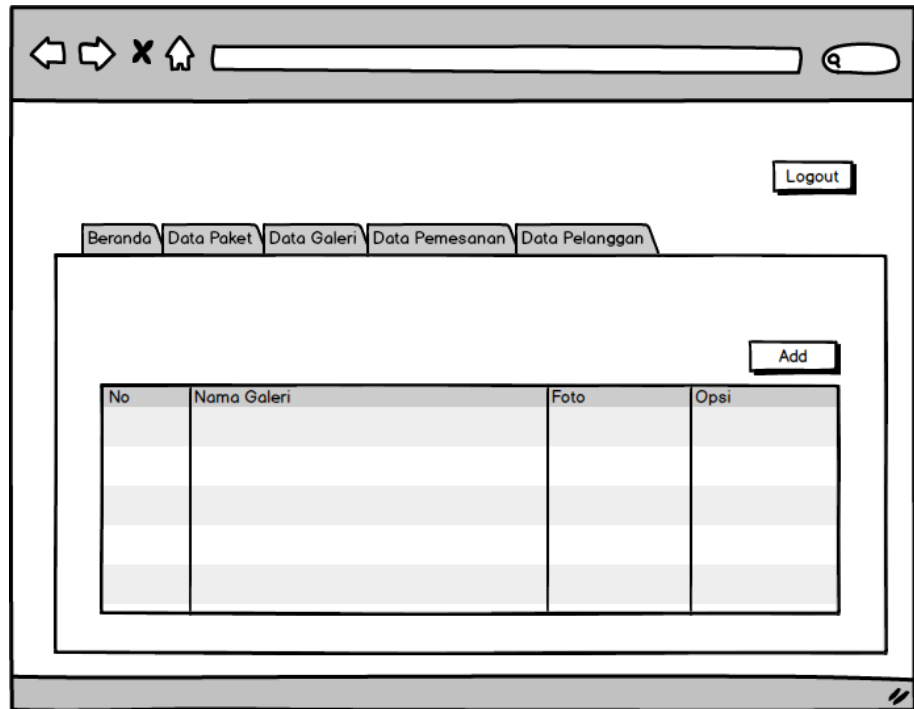 Logout
Beranda Data Paket Data Galeri Data Pemesanan Data Pelanggan
Add
No Nama Galeri Foto Opsi